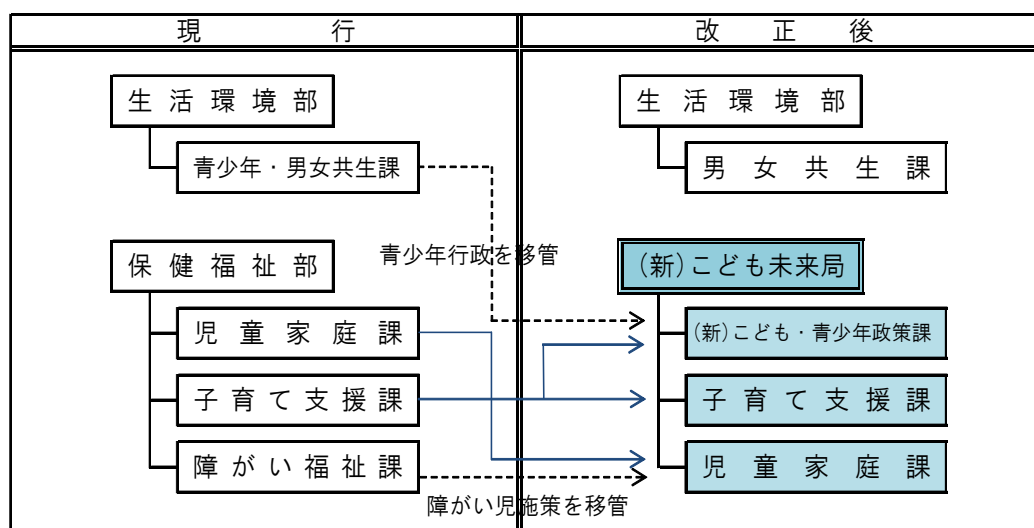 現行
改正後
生活環境部
青少年・男女共生課
生活環境部
男女共生課
青少年行政を移管
保健福祉部
児童家庭課
子育て支援課
障がい福祉課
(新)こども未来局
(新)こども・青少年政策課
子育て支援課
児童家庭課
障がい児施策を移管